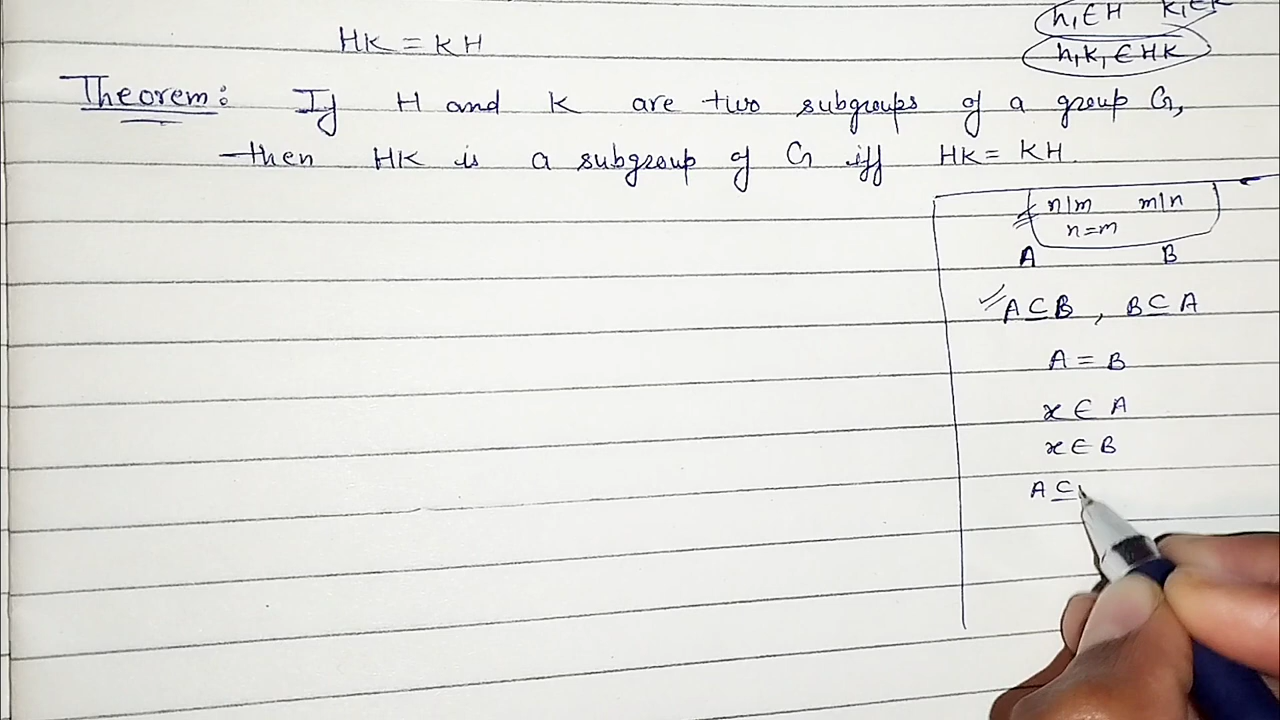 h₁∈H k₁∈K
HK = KH
h₁k₁∈HK
Theorem: If H and K are two subgroups of a group G,
then HK is a subgroup of G iff HK = KH.
n|m m|n
n=m
A B
A⊆B, B⊆A
A = B
x ∈ A
x ∈ B
A ⊆